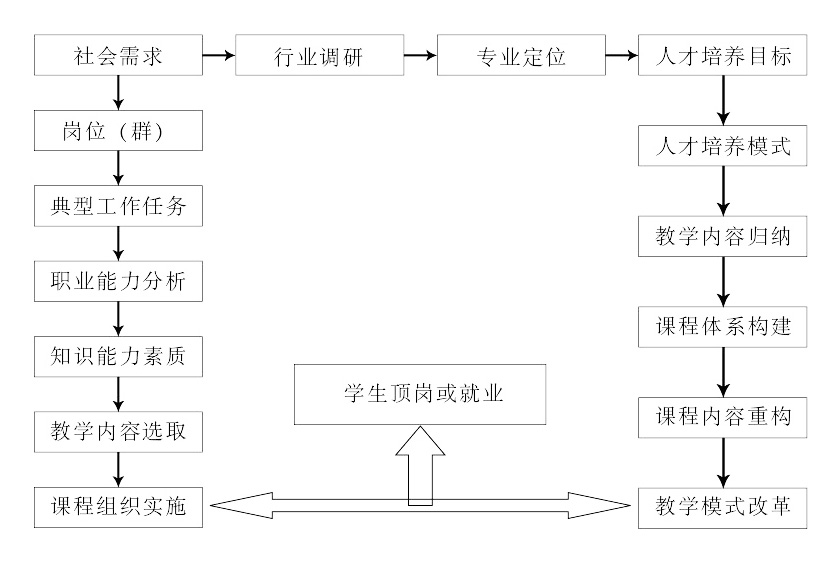 社会需求
行业调研
专业定位
人才培养目标
岗位（群）
人才培养模式
典型工作任务
教学内容归纳
职业能力分析
课程体系构建
知识能力素质
学生顶岗或就业
课程内容重构
教学内容选取
课程组织实施
教学模式改革